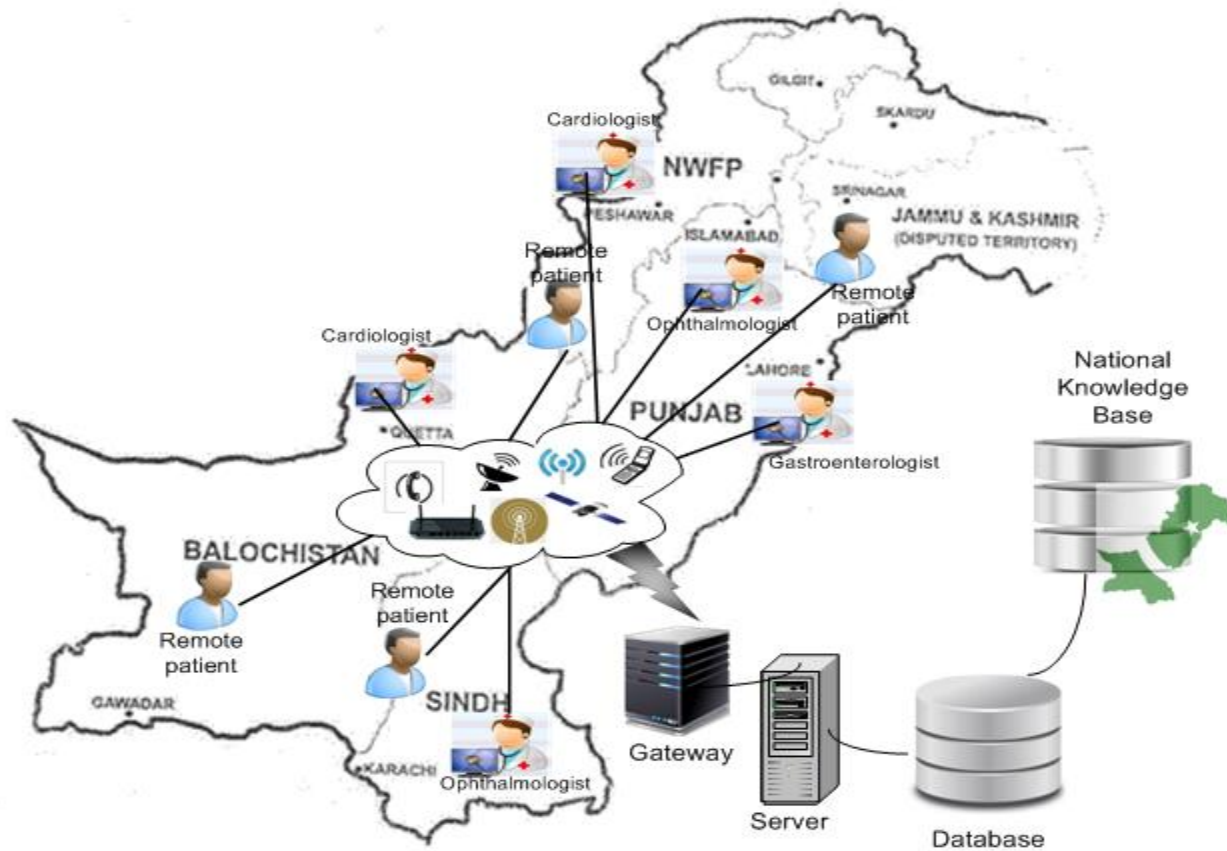 GILGIT
SKARDU
Cardiologist
NWFP
SRINAGAR
PESHAWAR
JAMMU & KASHMIR
(DISPUTED TERRITORY)
ISLAMABAD
Remote
patient
Remote
patient
Ophthalmologist
Cardiologist
LAHORE
National
Knowledge
Base
PUNJAB
QUETTA
Gastroenterologist
BALOCHISTAN
Remote
patient
Remote
patient
SINDH
GAWADAR
Gateway
KARACHI
Ophthalmologist
Server
Database